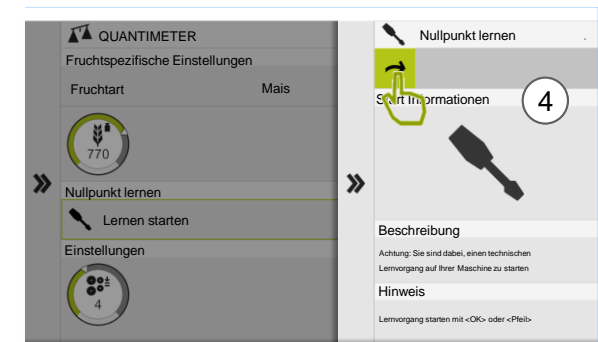 QUANTIMETER
Fruchtspezifische Einstellungen
Fruchtart Mais
770
Nullpunkt lernen
Lernen starten
Einstellungen
4
Nullpunkt lernen .
Start Informationen
4
Beschreibung
Achtung: Sie sind dabei, einen technischen
Lernvorgang auf Ihrer Maschine zu starten
Hinweis
Lernvorgang starten mit <OK> oder <Pfeil>